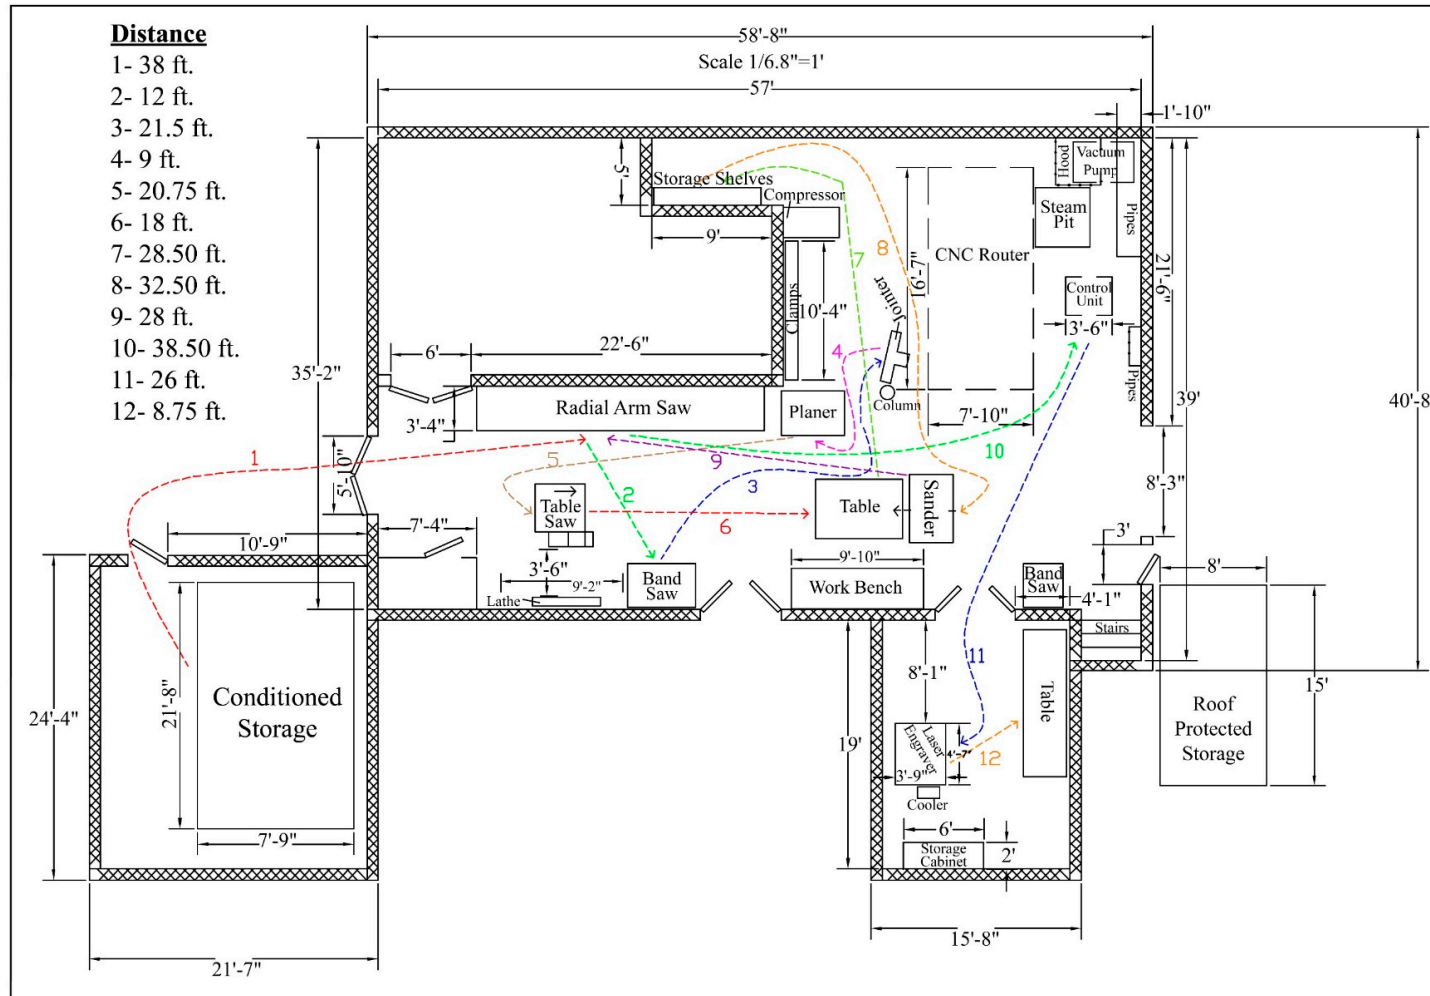 Distance
1- 38 ft.
2- 12 ft.
3- 21.5 ft.
4- 9 ft.
5- 20.75 ft.
6- 18 ft.
7- 28.50 ft.
8- 32.50 ft.
9- 28 ft.
10- 38.50 ft.
11- 26 ft.
12- 8.75 ft.
58'-8"
Scale 1/6.8"=1'
57'
1'-10"
Hood
Vacuum
Pump
5'
Storage Shelves
Compressor
Steam
Pit
Pipes
9'
8
CNC Router
19'-7"
21'-6"
7
Clamps
10'-4"
Jointer
Control
Unit
3'-6"
6'
22'-6"
4
35'-2"
Pipes
39'
40'-8
3'-4"
Radial Arm Saw
Planer
Column
7'-10"
1
5'-10"
5
9
10
2
3
8'-3"
Table
Saw
6
Table
Sander
7'-4"
3'
10'-9"
3'-6"
9'-2"
9'-10"
8'
Lathe
Band
Saw
Work Bench
Band
Saw
4'-1"
Stairs
21'-8"
Conditioned
Storage
24'-4"
8'-1"
11
Table
15'
Roof
Protected
Storage
19'
Laser
Engraver
4'-7"
12
3'-9"
Cooler
7'-9"
6'
Storage
Cabinet
2'
15'-8"
21'-7"